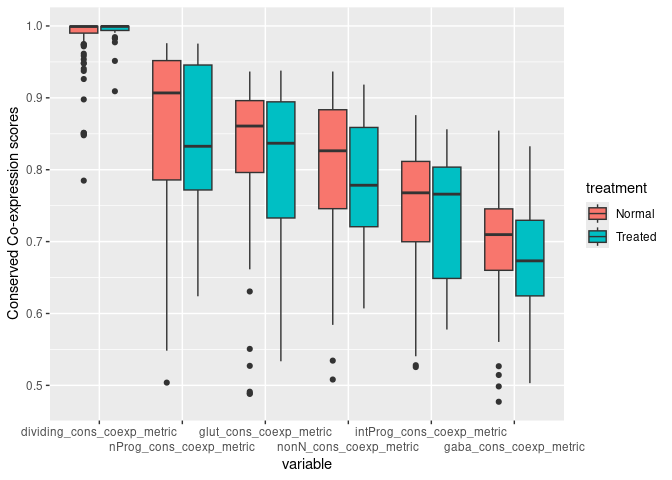 1.0
0.9
0.8
0.7
0.6
0.5
Conserved Co-expression scores
dividing_cons_coexp_metric
nProg_cons_coexp_metric
glut_cons_coexp_metric
nonN_cons_coexp_metric
intProg_cons_coexp_metric
gaba_cons_coexp_metric
variable
treatment
Normal
Treated